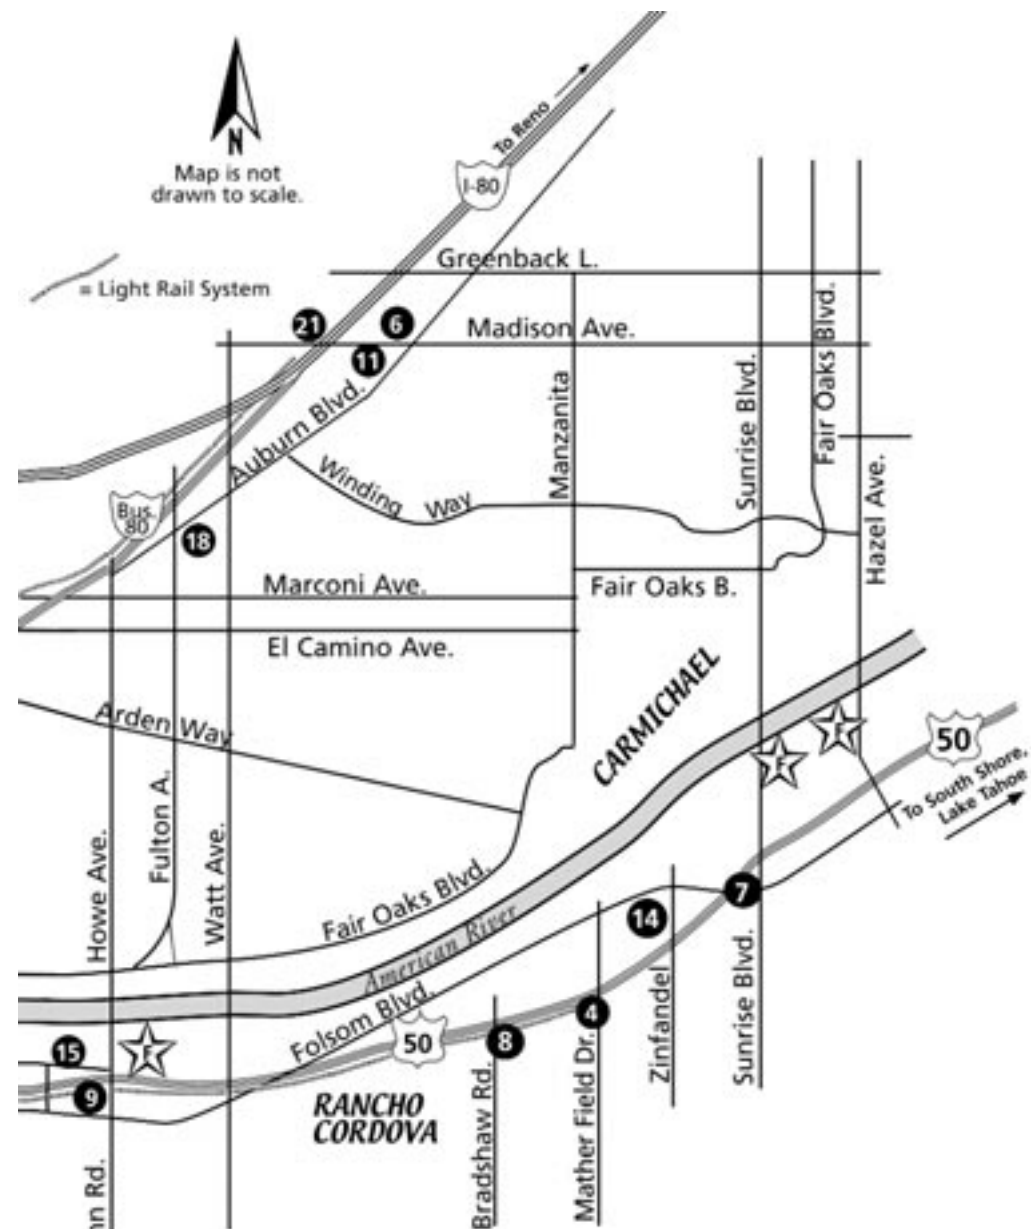 To Reno
N
Map is not
drawn to scale.
I-80
Greenback L.
= Light Rail System
21
6
Madison Ave.
11
Auburn Blvd.
Manzanita
Sunrise Blvd.
Fair Oaks Blvd.
Winding Way
Bus.
80
18
Hazel Ave.
Marconi Ave.
Fair Oaks B.
El Camino Ave.
CARMICHAEL
Arden Way
F
F
50
To South Shore,
Lake Tahoe
Howe Ave.
Fulton A.
Watt Ave.
Fair Oaks Blvd.
7
14
American River
Folsom Blvd.
Zinfandel
Sunrise Blvd.
4
15
F
50
8
9
RANCHO
CORDOVA
Bradshaw Rd.
Mather Field Dr.
nn Rd.